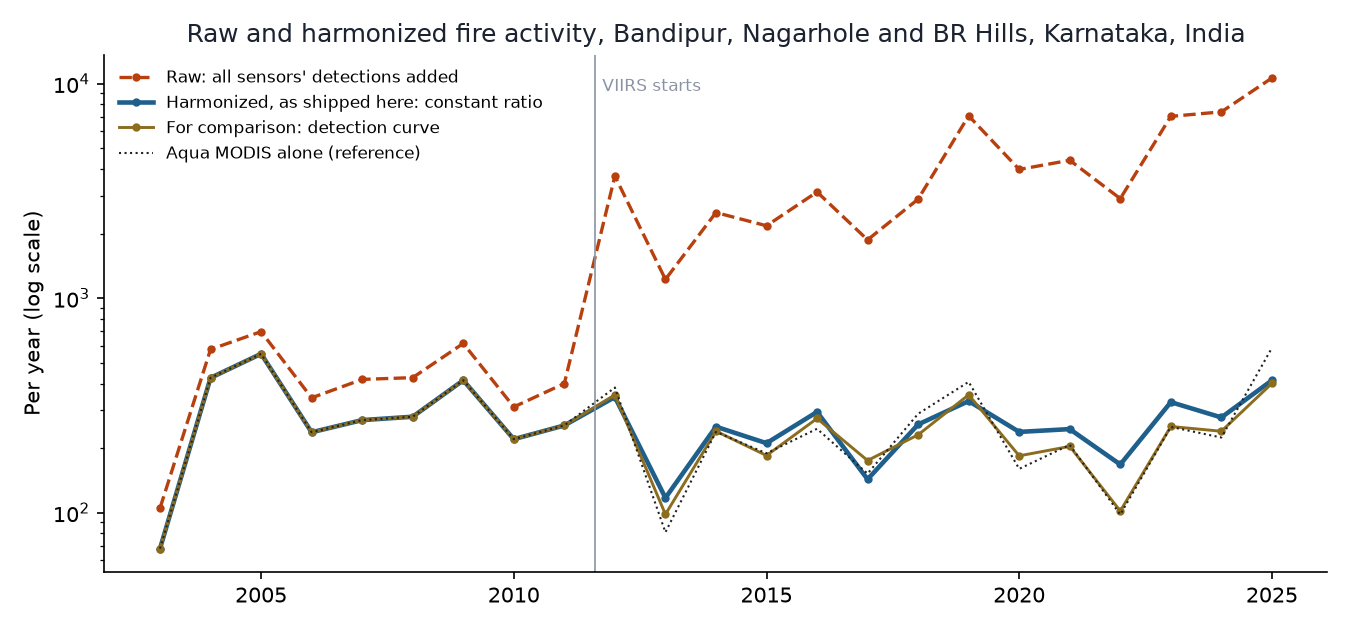 Raw and harmonized fire activity, Bandipur, Nagarhole and BR Hills, Karnataka, India
Raw: all sensors' detections added
Harmonized, as shipped here: constant ratio
For comparison: detection curve
Aqua MODIS alone (reference)
VIIRS starts
Per year (log scale)
10⁴
10³
10²
2005
2010
2015
2020
2025